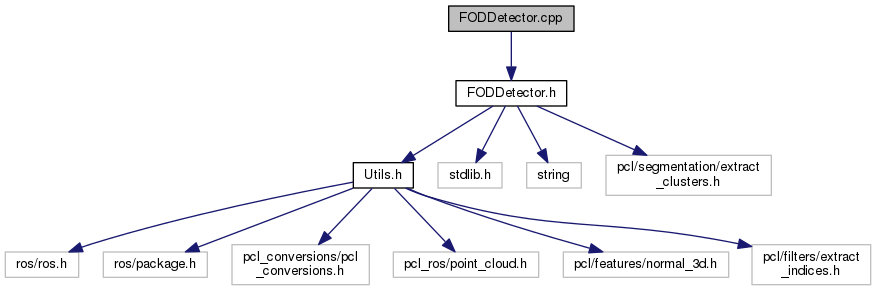 FODDetector.cpp
FODDetector.h
Utils.h
stdlib.h
string
pcl/segmentation/extract
_clusters.h
ros/ros.h
ros/package.h
pcl_conversions/pcl
_conversions.h
pcl_ros/point_cloud.h
pcl/features/normal_3d.h
pcl/filters/extract
_indices.h